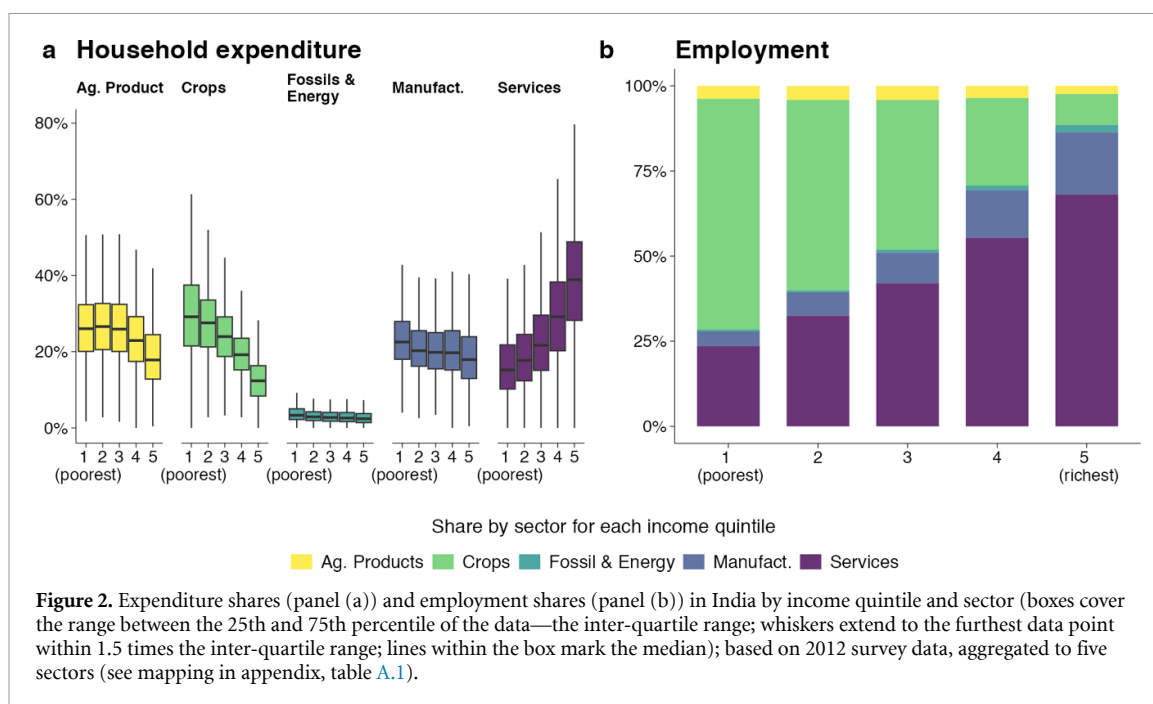 a Household expenditure
Ag. Product Crops Fossils & Energy Manufact. Services
80%
60%
40%
20%
0%
1 2 3 4 5 1 2 3 4 5 1 2 3 4 5 1 2 3 4 5 1 2 3 4 5
(poorest) (poorest) (poorest) (poorest) (poorest)
b Employment
100%
75%
50%
25%
0%
1 2 3 4 5
(poorest) (richest)
Share by sector for each income quintile
Ag. Products Crops Fossil & Energy Manufact. Services
Figure 2. Expenditure shares (panel (a)) and employment shares (panel (b)) in India by income quintile and sector (boxes cover
the range between the 25th and 75th percentile of the data—the inter-quartile range; whiskers extend to the furthest data point
within 1.5 times the inter-quartile range; lines within the box mark the median); based on 2012 survey data, aggregated to five
sectors (see mapping in appendix, table A.1).